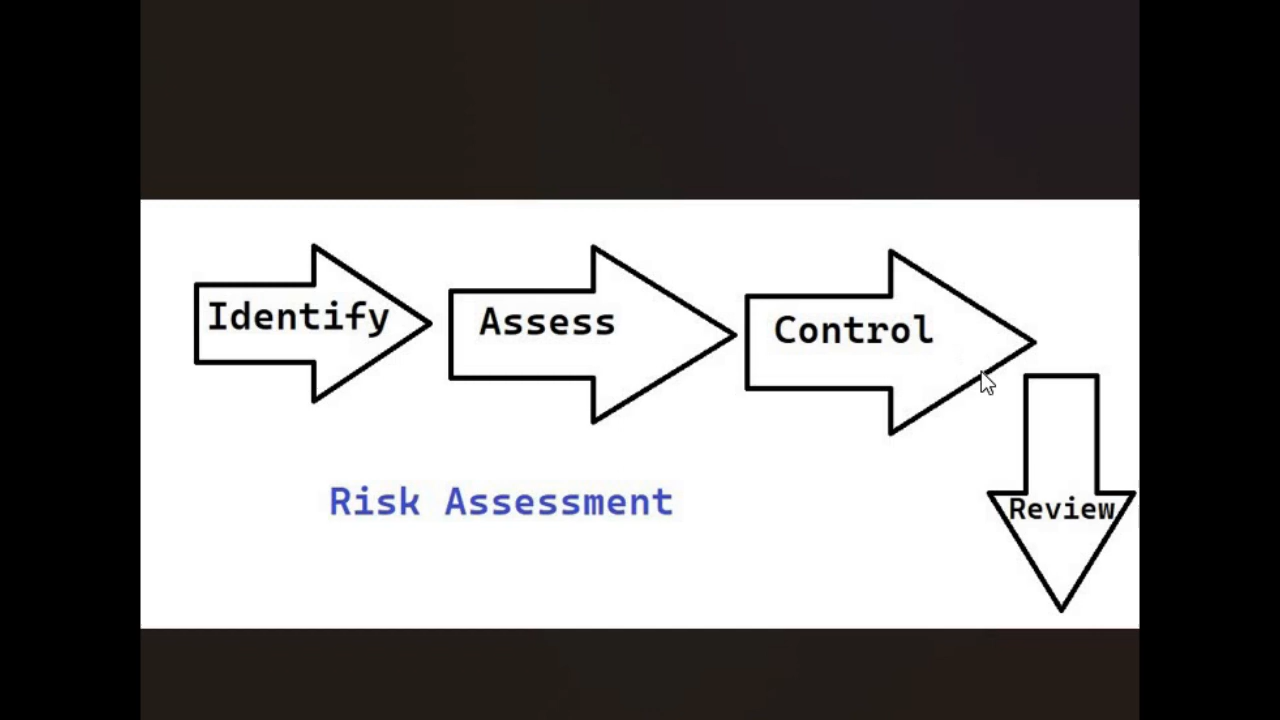 Identify
Assess
Control
Review
Risk Assessment